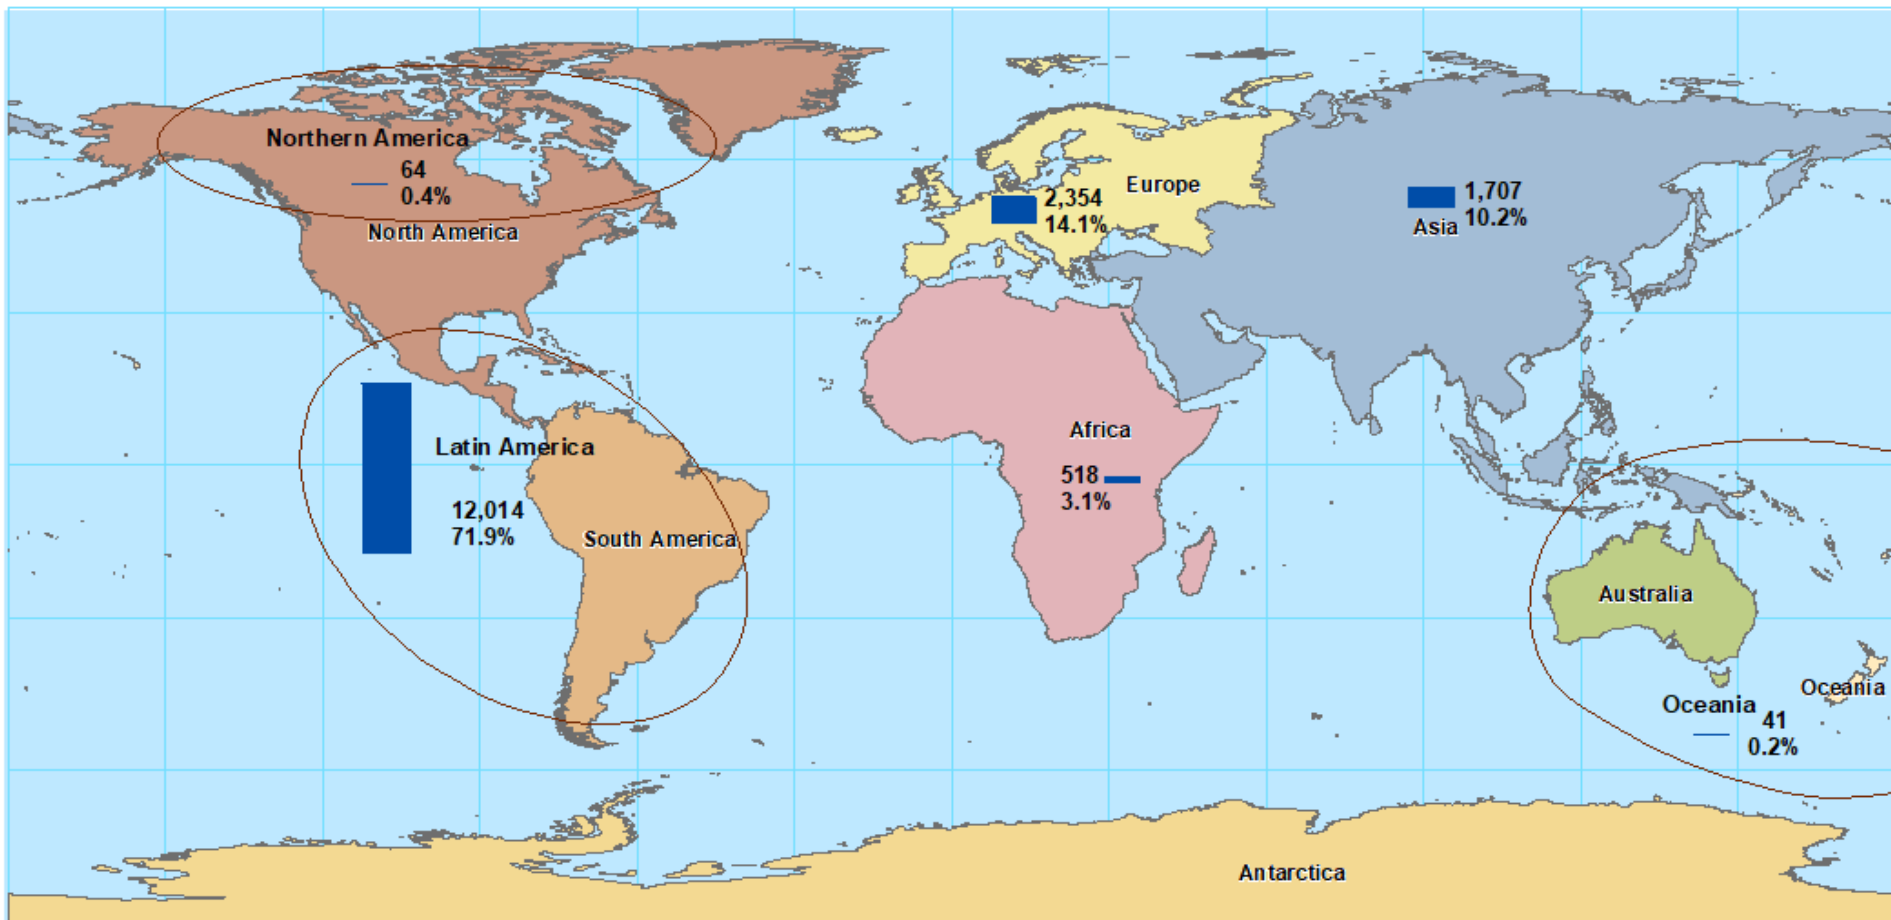 Northern America
64
0.4%
North America
Europe
2,354
14.1%
1,707
10.2%
Asia
Latin America
12,014
71.9%
South America
Africa
518
3.1%
Australia
Oceania
Oceania
41
0.2%
Antarctica